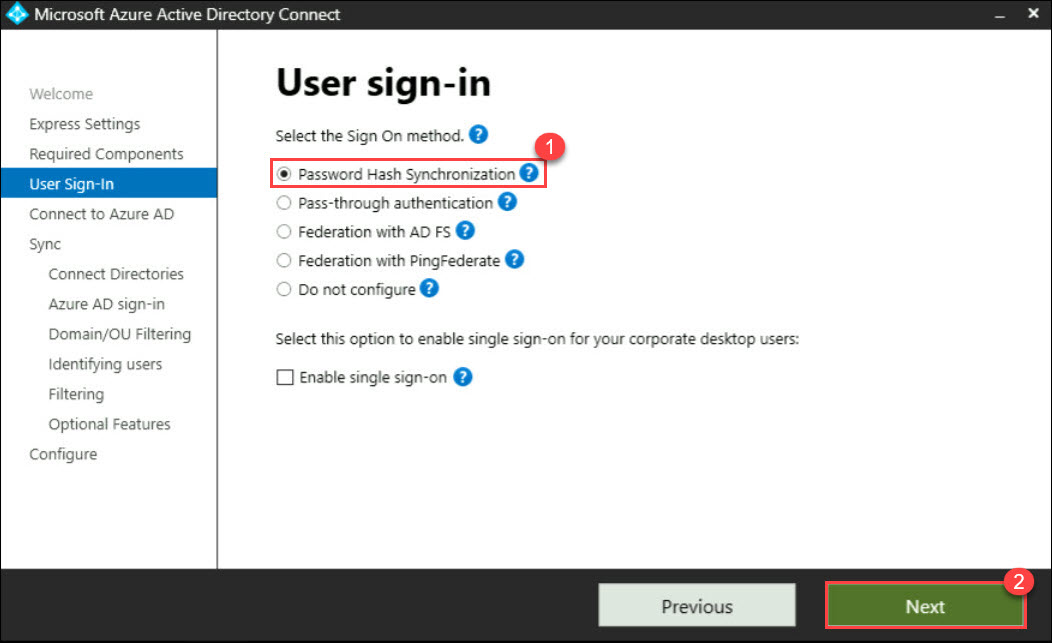 Microsoft Azure Active Directory Connect
Welcome
Express Settings
Required Components
User Sign-In
Connect to Azure AD
Sync
Connect Directories
Azure AD sign-in
Domain/OU Filtering
Identifying users
Filtering
Optional Features
Configure
User sign-in
Select the Sign On method. ?
1
Password Hash Synchronization ?
Pass-through authentication ?
Federation with AD FS ?
Federation with PingFederate ?
Do not configure ?
Select this option to enable single sign-on for your corporate desktop users:
Enable single sign-on ?
2
Previous
Next